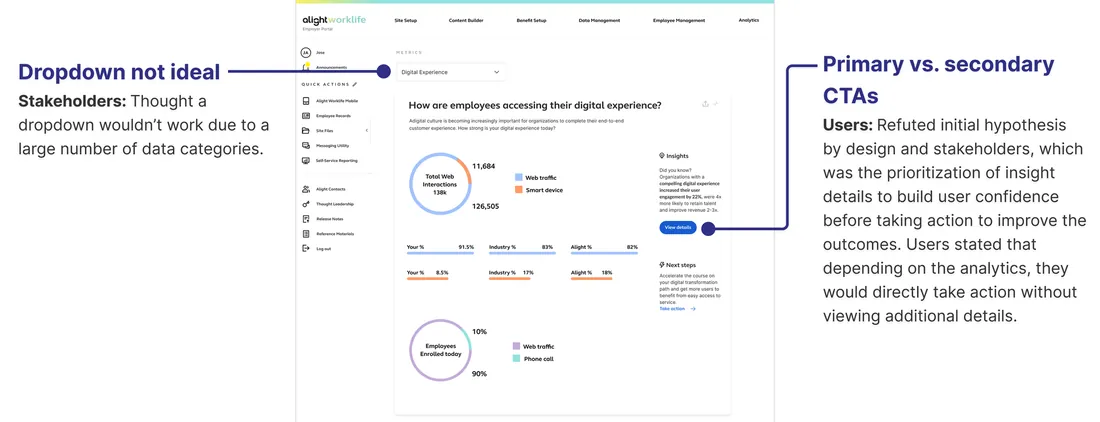 Dropdown not ideal
Stakeholders: Thought a
dropdown wouldn't work due to a
large number of data categories.
alightworklife
Employer Portal
Site Setup
Content Builder
Benefit Setup
Data Management
Employee Management
Analytics
JA
Jane
Announcements
QUICK ACTIONS
Alight Worklife Mobile
Employee Records
Site Files
Messaging Utility
Self-Service Reporting
Alight Contacts
Thought Leadership
Release Notes
Reference Materials
Log out
METRICS
Digital Experience
How are employees accessing their digital experience?
Adigital culture is becoming increasingly important for organizations to complete their end-to-end
customer experience. How strong is your digital experience today?
Total Web
Interactions
138k
11,684
126,505
Web traffic
Smart device
Your % 91.5%
Industry % 83%
Alight % 82%
Your % 8.5%
Industry % 17%
Alight % 18%
Employees
Enrolled today
10%
90%
Web traffic
Phone call
Insights
Did you know?
Organizations with a
compelling digital experience
increased their user
engagement by 22%, were 4x
more likely to retain talent
and improve revenue 2-3x.
View details
Next steps
Accelerate the course on
your digital transformation
path and get more users to
benefit from easy access to
service.
Take action
Primary vs. secondary
CTAs
Users: Refuted initial hypothesis
by design and stakeholders, which
was the prioritization of insight
details to build user confidence
before taking action to improve the
outcomes. Users stated that
depending on the analytics, they
would directly take action without
viewing additional details.